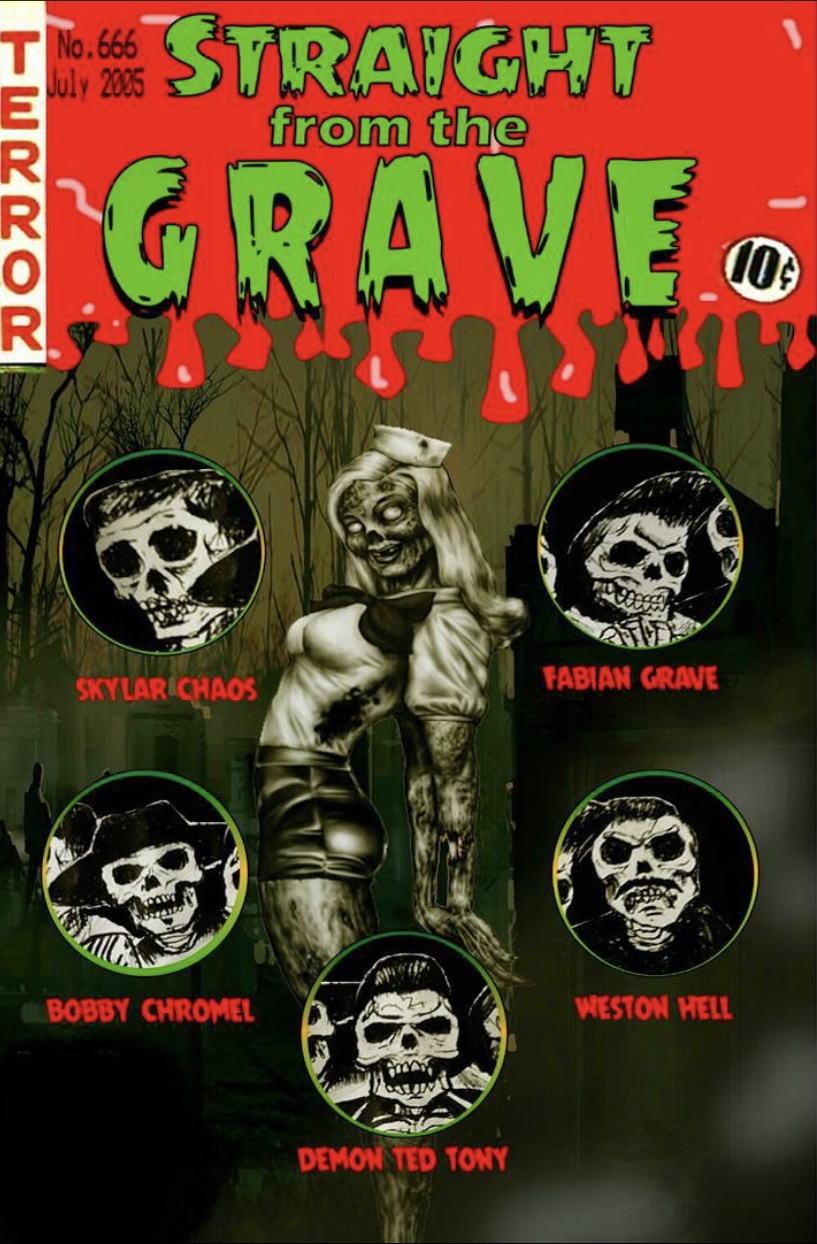 TERROR
No.666
July 2005
STRAIGHT
from the
GRAVE
10¢
SKYLAR CHAOS
FABIAN GRAVE
BOBBY CHROMEL
WESTON HELL
DEMON TED TONY